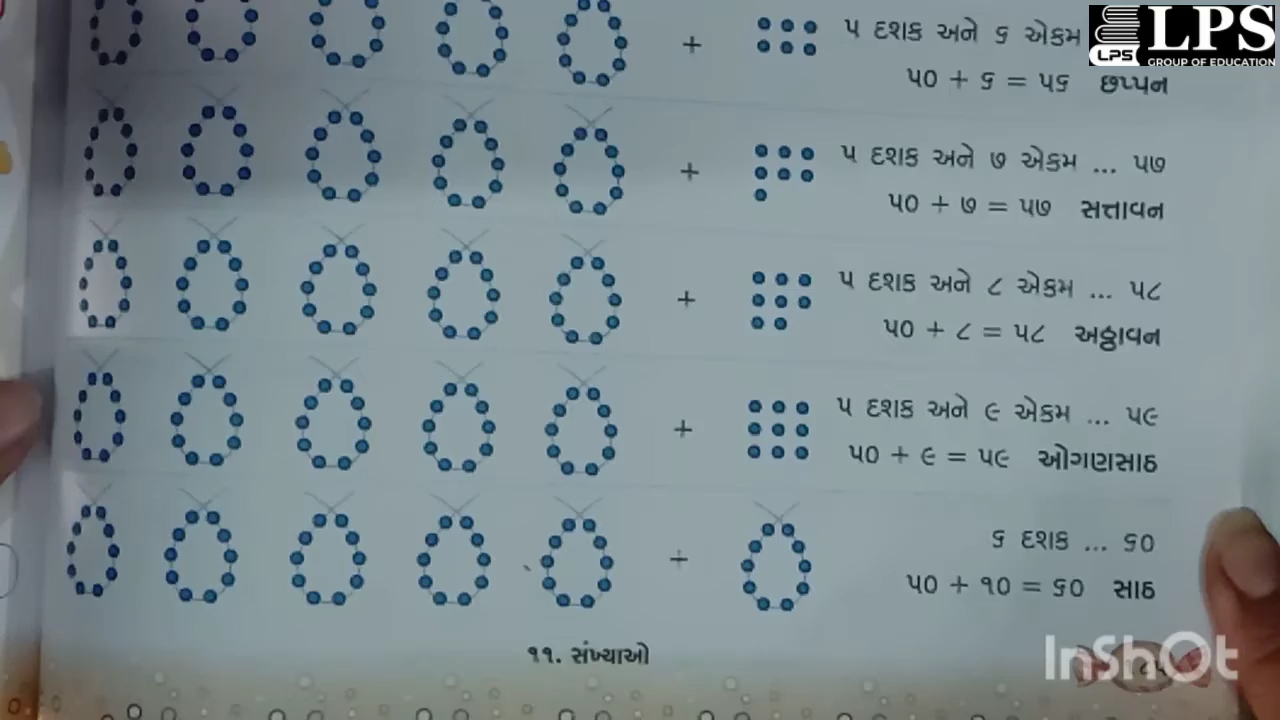 LPS
LPS
GROUP OF EDUCATION
૫ દશક અને ૬ એકમ
૫૦ + ૬ = ૫૬ છપ્પન
૫ દશક અને ૭ એકમ ... ૫૭
૫૦ + ૭ = ૫૭ સત્તાવન
૫ દશક અને ૮ એકમ ... ૫૮
૫૦ + ૮ = ૫૮ અઠ્ઠાવન
૫ દશક અને ૯ એકમ ... ૫૯
૫૦ + ૯ = ૫૯ ઓગણસાઠ
૬ દશક ... ૬૦
૫૦ + ૧૦ = ૬૦ સાઠ
૧૧. સંખ્યાઓ
InShOt